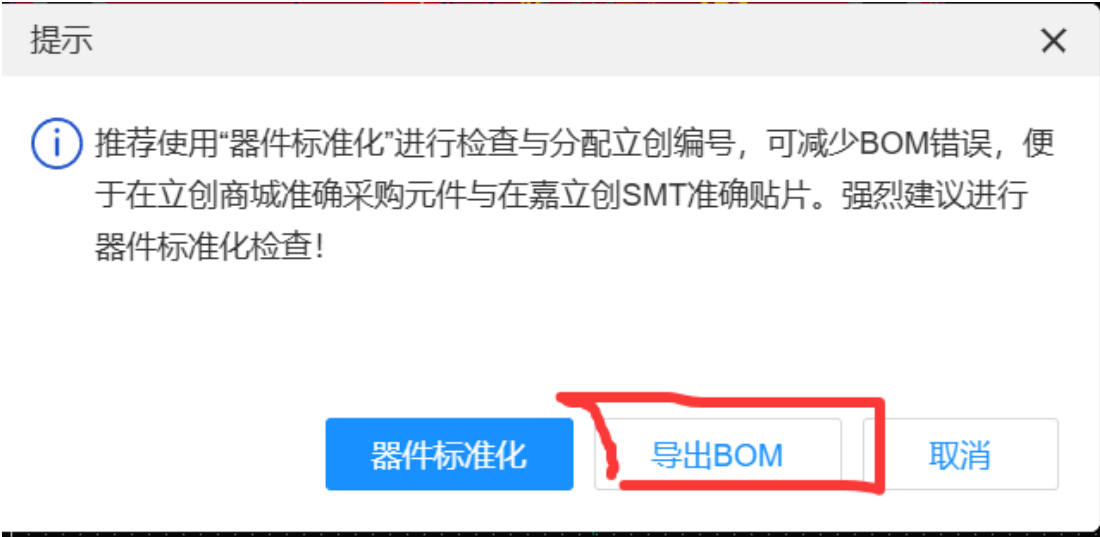 提示
推荐使用“器件标准化”进行检查与分配立创编号，可减少BOM错误，便
于在立创商城准确采购元件与在嘉立创SMT准确贴片。强烈建议进行
器件标准化检查！
器件标准化
导出BOM
取消